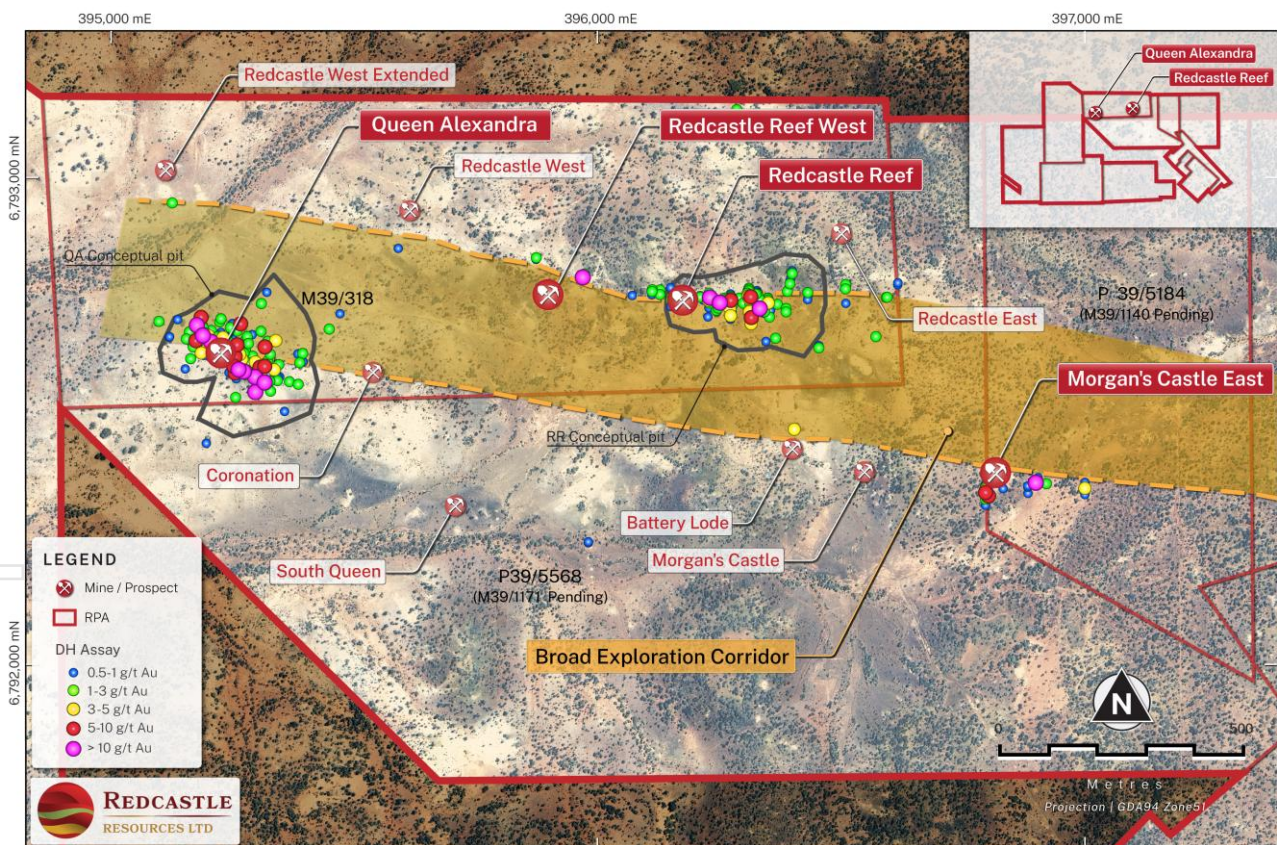 395,000 mE
396,000 mE
397,000 mE
6,793,000 mN
6,792,000 mN
Redcastle West Extended
Queen Alexandra
Redcastle Reef West
Redcastle West
Redcastle Reef
Queen Alexandra
Redcastle Reef
QA Conceptual pit
M39/318
Redcastle East
P 39/5184
(M39/1140 Pending)
Morgan's Castle East
RR Conceptual pit
Coronation
Battery Lode
Morgan's Castle
South Queen
P39/5568
(M39/1171 Pending)
Broad Exploration Corridor
LEGEND
Mine / Prospect
RPA
DH Assay
0.5-1 g/t Au
1-3 g/t Au
3-5 g/t Au
5-10 g/t Au
> 10 g/t Au
REDCASTLE
RESOURCES LTD
N
0
500
Metres
Projection | GDA94 Zone51